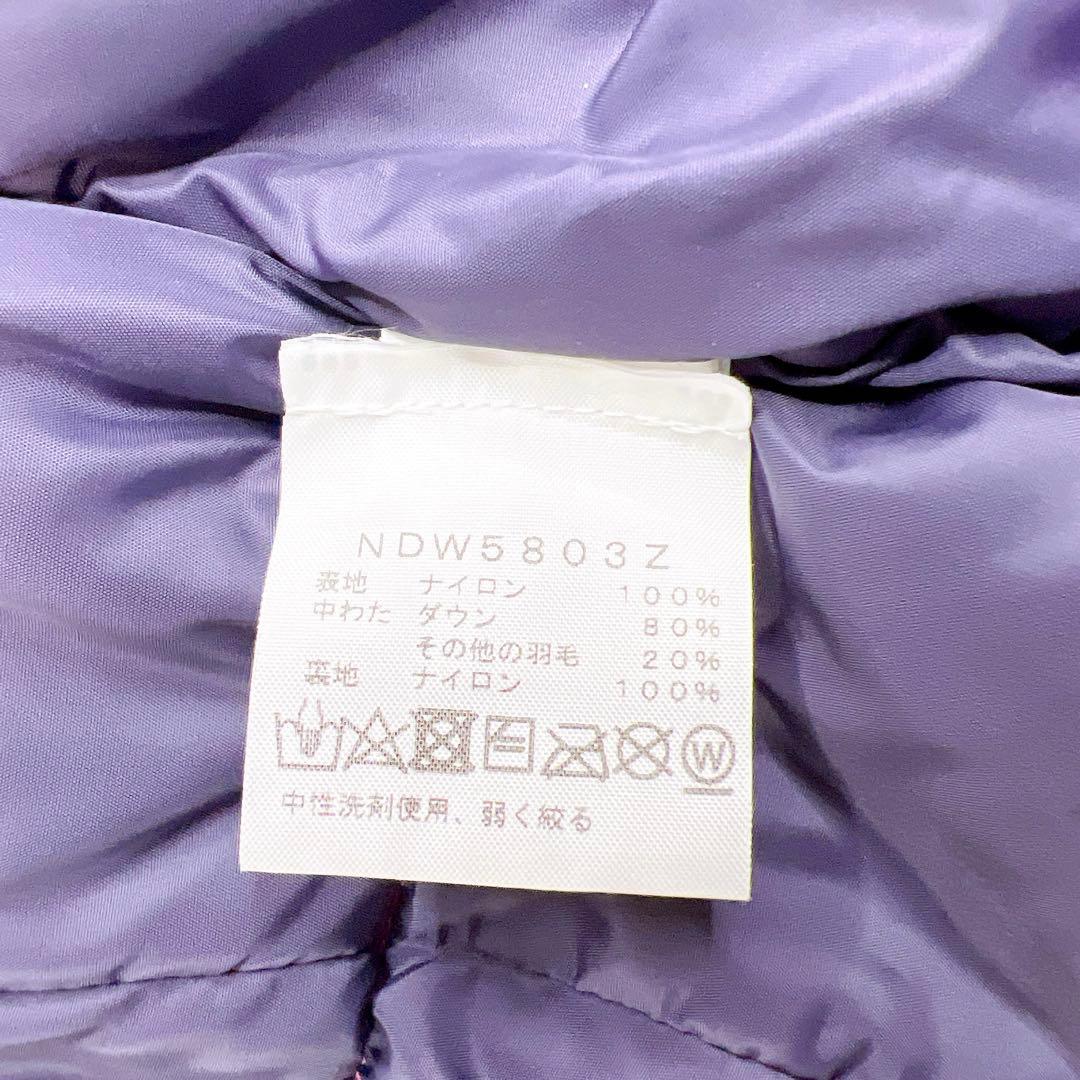 NDW5803Z
表地 ナイロン 100%
中わた ダウン 80%
その他の羽毛 20%
裏地 ナイロン 100%
W
中性洗剤使用、弱く絞る